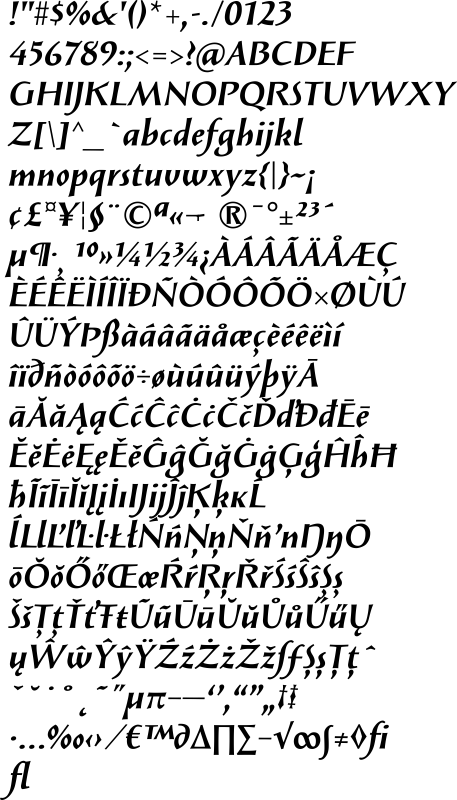 !"#$%&'()*+,-./0123
456789:;<=>?@ABCDEF
GHIJKLMNOPQRSTUVWXY
Z[\]^_`abcdefghijkl
mnopqrstuvwxyz{|}~¡
¢£¤¥¦§¨©ª«¬­®¯°±²³´
µ¶·¸¹º»¼½¾¿ÀÁÂÃÄÅÆÇ
ÈÉÊËÌÍÎÏÐÑÒÓÔÕÖ×ØÙÚ
ÛÜÝÞßàáâãäåæçèéêëìí
îïðñòóôõö÷øùúûüýþÿĀ
āĂăĄąĆćĈĉĊċČčĎďĐđĒē
ĔĕĖėĘęĚěĜĝĞğĠġĢģĤĥĦ
ħĨĩĪīĬĭĮįİıĲĳĴĵĶķĸĹ
ĺĻļĽľĿŀŁłŃńŅņŇňŉŊŋŌ
ōŎŏŐőŒœŔŕŖŗŘřŚśŜŝŞş
ŠšŢţŤťŦŧŨũŪūŬŭŮůŰűŲ
ųŴŵŶŷŸŹźŻżŽžſƒȘșȚțˆ
ˇ˘˙˚˛˜˝μπ–—‘’‚“”„†‡
•…‰‹›⁄€™∂∆∏∑−√∞∫≠◊ﬁ
ﬂ